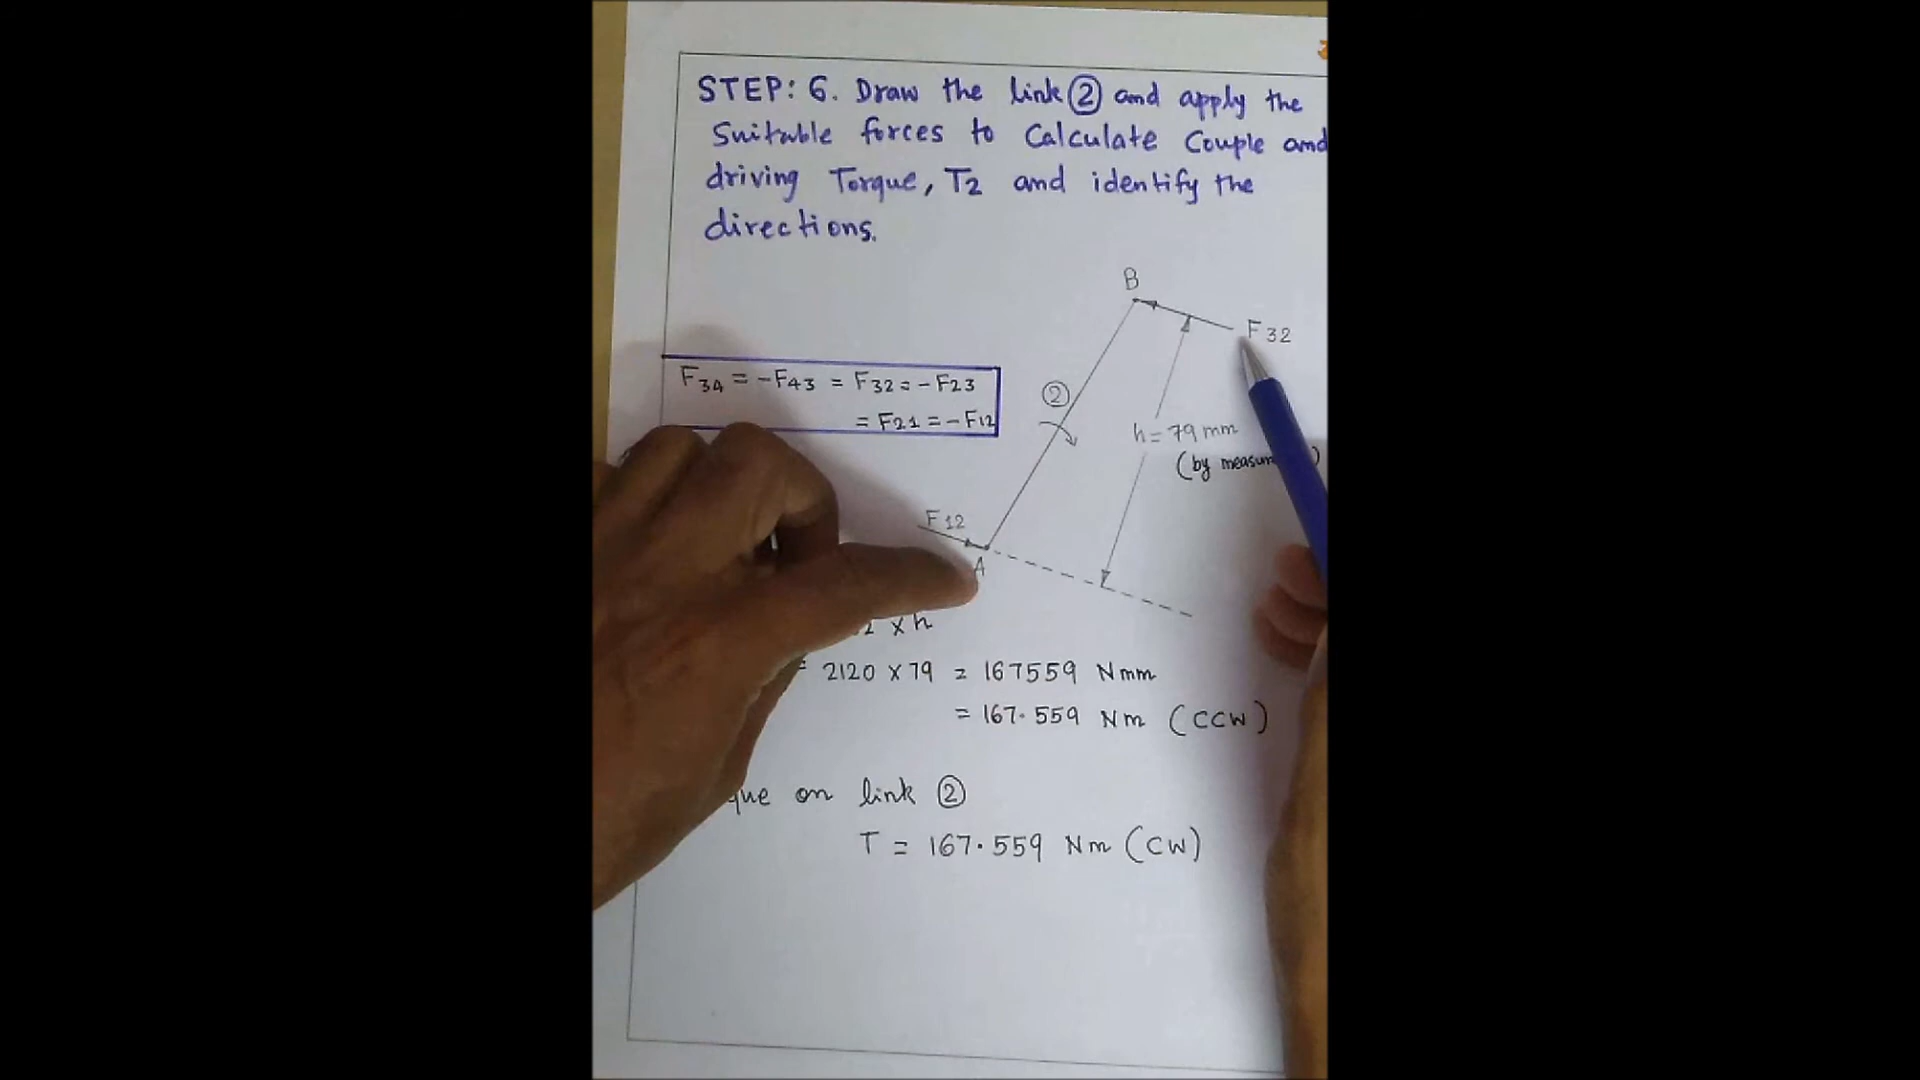 STEP: 6. Draw the link ② and apply the
Suitable forces to Calculate Couple and
driving Torque, T2 and identify the
directions.
B
F32
F34 = -F43 = F32 = -F23
= F21 = -F12
②
h = 79 mm
(by
F12
A
x h
= 2120 x 79 = 167559 Nmm
= 167.559 Nm (CCW)
on link ②
T = 167.559 Nm (CW)